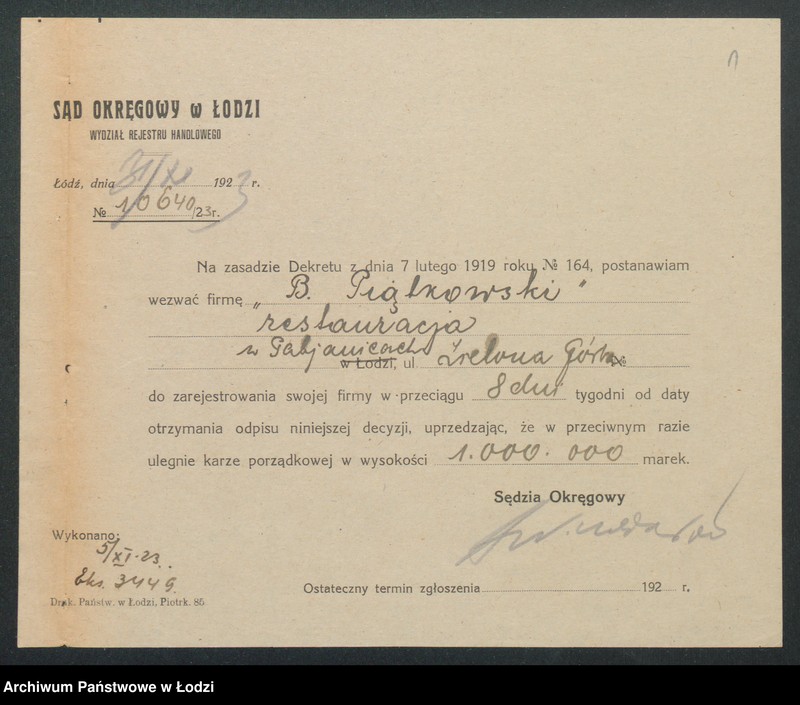 SĄD OKRĘGOWY w ŁODZI
WYDZIAŁ REJESTRU HANDLOWEGO
Łódź, dnia 31/XI 1923 r.
№ 10640/23r.
Na zasadzie Dekretu z dnia 7 lutego 1919 roku № 164, postanawiam
wezwać firmę „B. Piątkowski"
restauracja
w Pabjanicach
w Łodzi, ul. Zielona Górka №
do zarejestrowania swojej firmy w przeciągu 8 dni tygodni od daty
otrzymania odpisu niniejszej decyzji, uprzedzając, że w przeciwnym razie
ulegnie karze porządkowej w wysokości 1.000.000 marek.
Sędzia Okręgowy
Wykonano:
5/XI-23.
Eks. 3449.
Ostateczny termin zgłoszenia 192 r.
Druk. Państw. w Łodzi, Piotrk. 85
Archiwum Państwowe w Łodzi